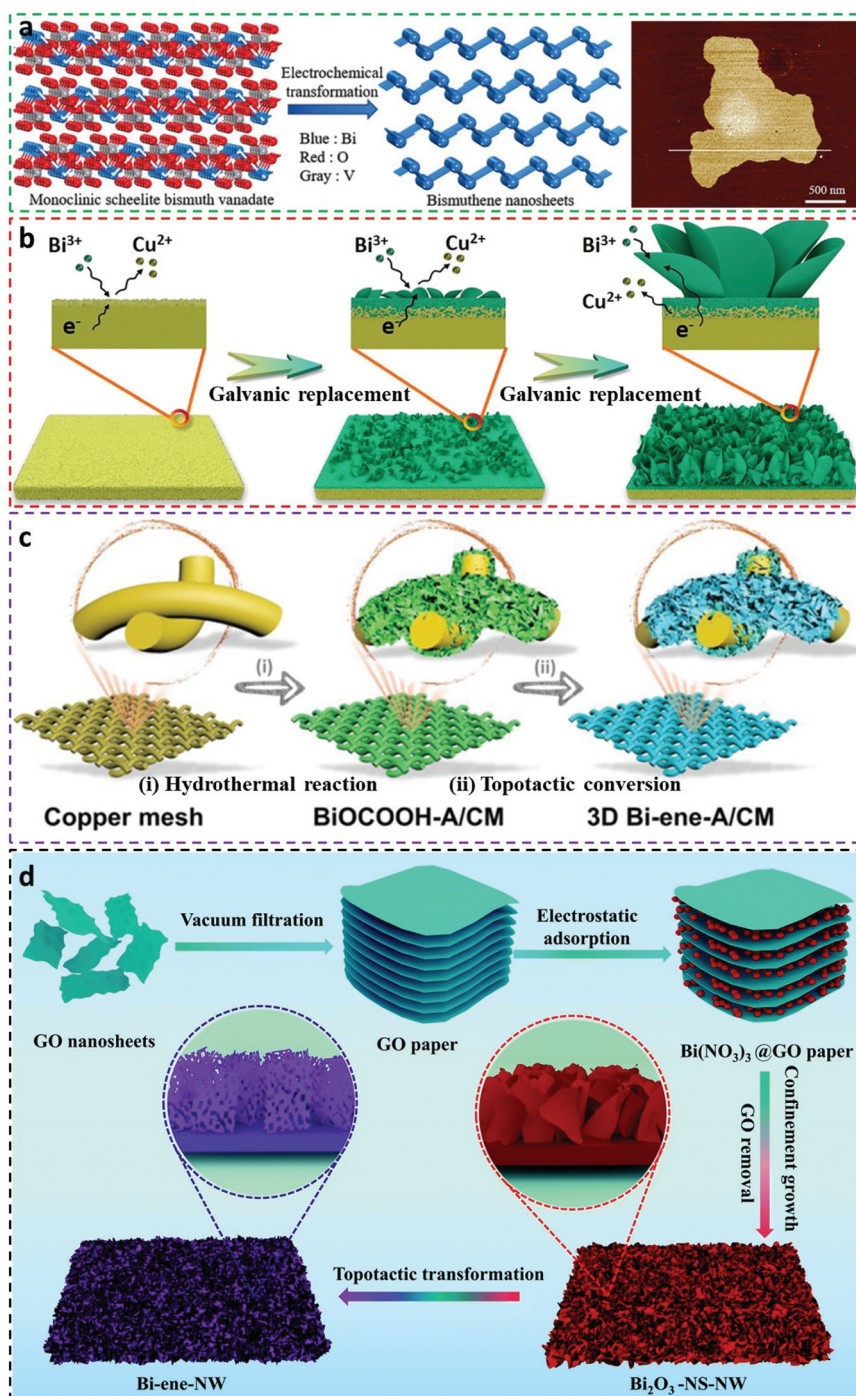 a
Electrochemical
transformation
Blue : Bi
Red : O
Gray : V
Monoclinic scheelite bismuth vanadate
Bismuthene nanosheets
500 nm
b
Bi³⁺
Cu²⁺
e⁻
Bi³⁺
Cu²⁺
e⁻
Bi³⁺
Cu²⁺
e⁻
Galvanic replacement
Galvanic replacement
c
(i)
(ii)
(i) Hydrothermal reaction
(ii) Topotactic conversion
Copper mesh
BiOCOOH-A/CM
3D Bi-ene-A/CM
d
Vacuum filtration
Electrostatic
adsorption
GO nanosheets
GO paper
Bi(NO₃)₃ @GO paper
Confinement growth
GO removal
Topotactic transformation
Bi-ene-NW
Bi₂O₃ -NS-NW